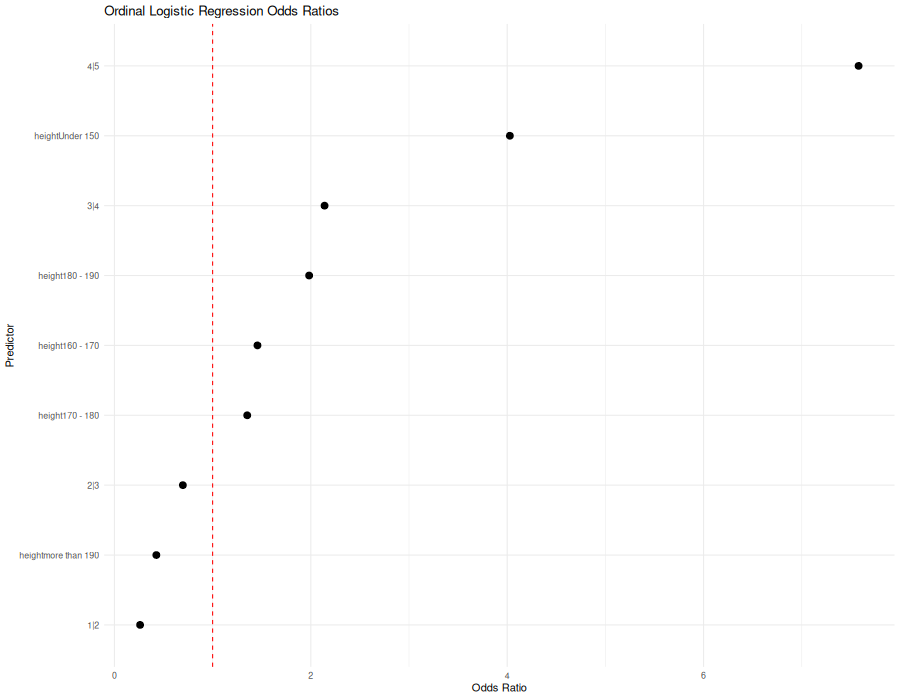 Ordinal Logistic Regression Odds Ratios
4|5
heightUnder 150
3|4
height180 - 190
height160 - 170
height170 - 180
2|3
heightmore than 190
1|2
Predictor
0 2 4 6
Odds Ratio